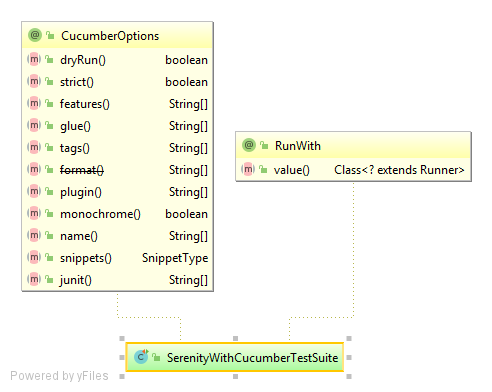 @ CucumberOptions
m dryRun() boolean
m strict() boolean
m features() String[]
m glue() String[]
m tags() String[]
m format() String[]
m plugin() String[]
m monochrome() boolean
m name() String[]
m snippets() SnippetType
m junit() String[]
@ RunWith
m value() Class<? extends Runner>
C SerenityWithCucumberTestSuite
Powered by yFiles